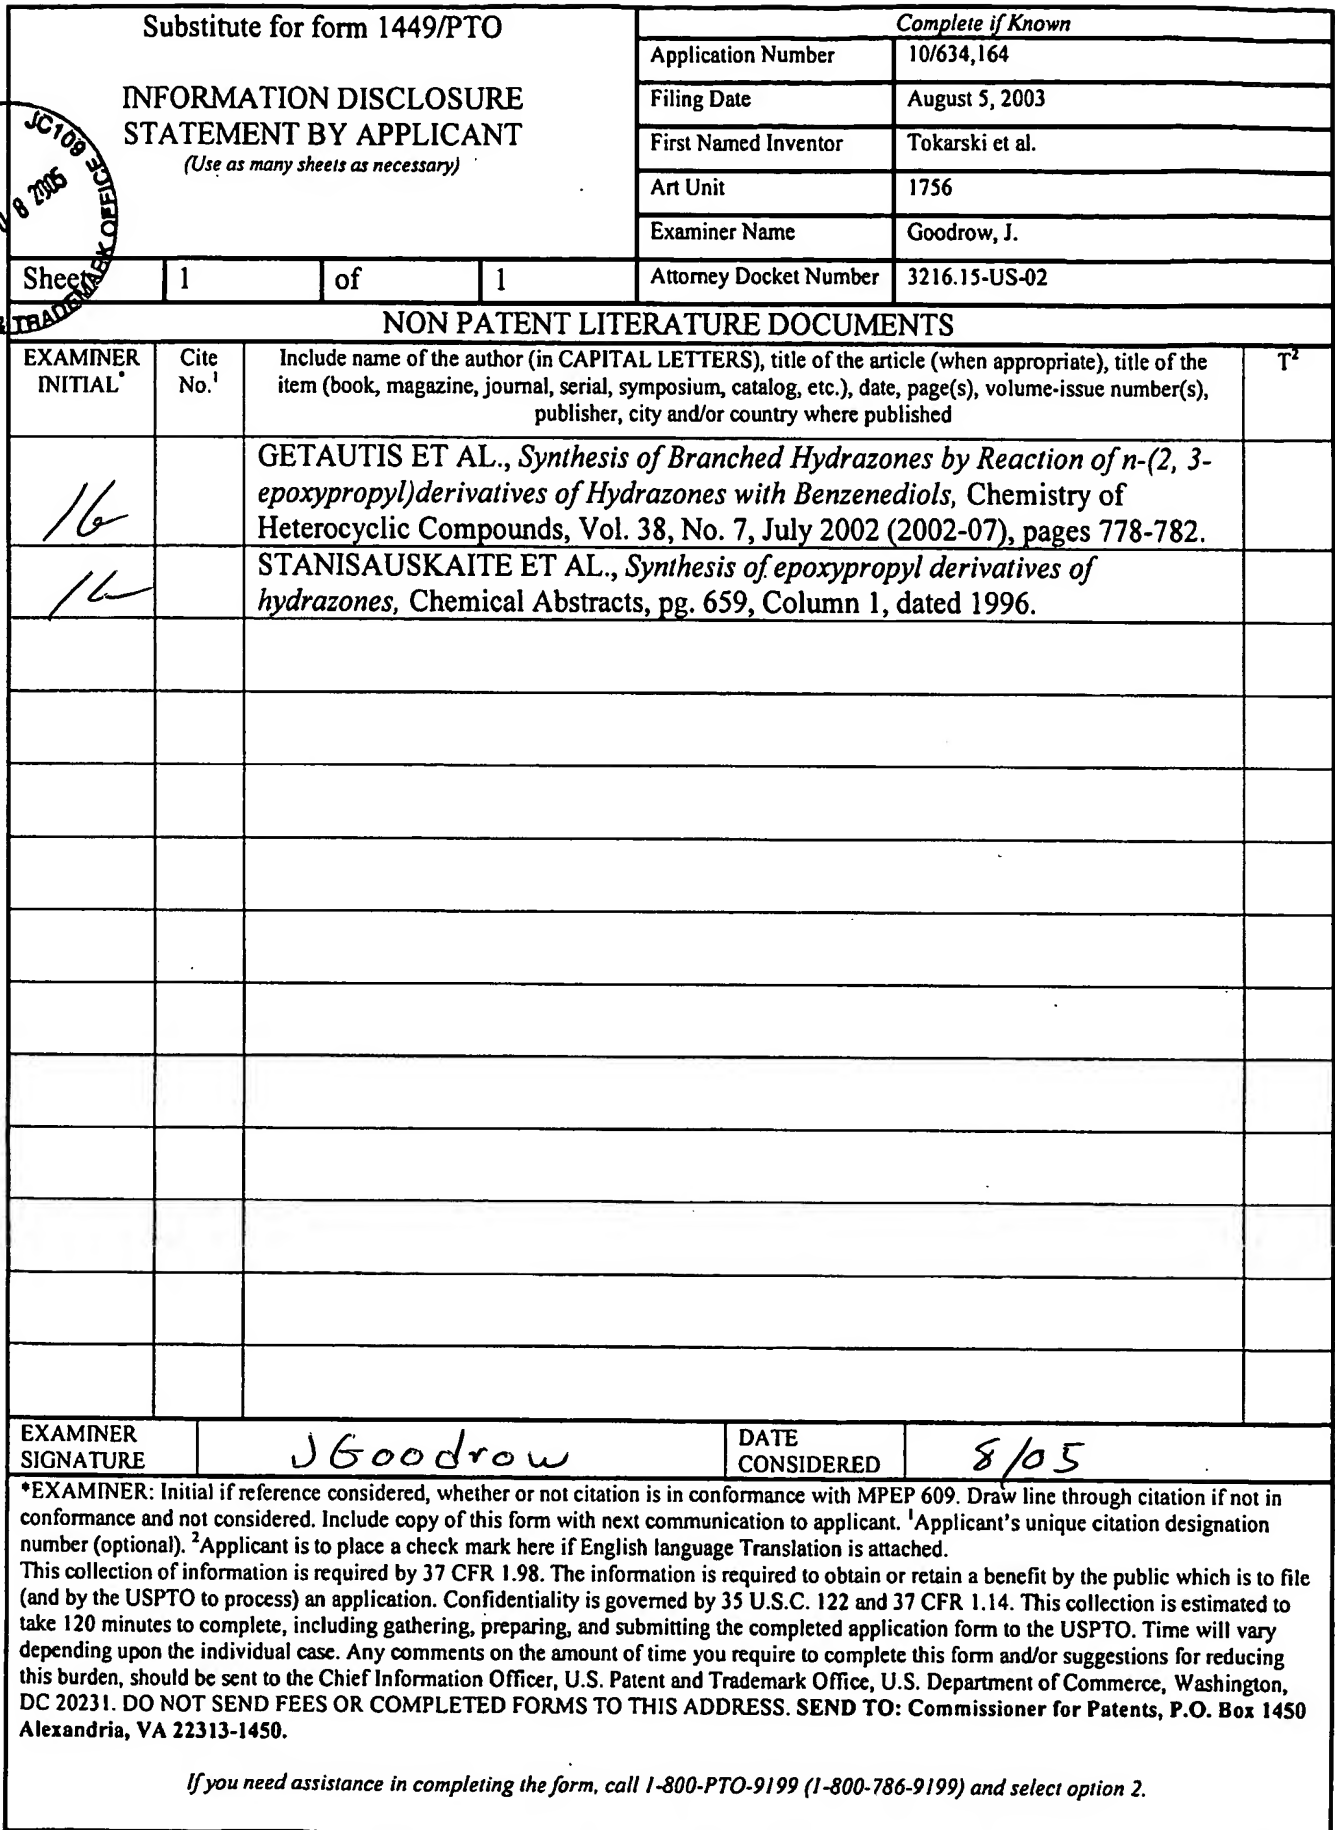 Substitute for form 1449/PTO
INFORMATION DISCLOSURE
STATEMENT BY APPLICANT
(Use as many sheets as necessary)
Complete if Known
Application Number 10/634,164
Filing Date August 5, 2003
First Named Inventor Tokarski et al.
Art Unit 1756
Examiner Name Goodrow, J.
Sheet 1 of 1 Attorney Docket Number 3216.15-US-02
JC109
8 2005
OFFICE
TRADEMARK
NON PATENT LITERATURE DOCUMENTS
EXAMINER
INITIAL*
Cite
No.¹
Include name of the author (in CAPITAL LETTERS), title of the article (when appropriate), title of the
item (book, magazine, journal, serial, symposium, catalog, etc.), date, page(s), volume-issue number(s),
publisher, city and/or country where published
T²
GETAUTIS ET AL., Synthesis of Branched Hydrazones by Reaction of n-(2, 3-
epoxypropyl)derivatives of Hydrazones with Benzenediols, Chemistry of
Heterocyclic Compounds, Vol. 38, No. 7, July 2002 (2002-07), pages 778-782.
STANISAUSKAITE ET AL., Synthesis of epoxypropyl derivatives of
hydrazones, Chemical Abstracts, pg. 659, Column 1, dated 1996.
EXAMINER
SIGNATURE
J Goodrow
DATE
CONSIDERED
8/05
*EXAMINER: Initial if reference considered, whether or not citation is in conformance with MPEP 609. Draw line through citation if not in
conformance and not considered. Include copy of this form with next communication to applicant. ¹Applicant's unique citation designation
number (optional). ²Applicant is to place a check mark here if English language Translation is attached.
This collection of information is required by 37 CFR 1.98. The information is required to obtain or retain a benefit by the public which is to file
(and by the USPTO to process) an application. Confidentiality is governed by 35 U.S.C. 122 and 37 CFR 1.14. This collection is estimated to
take 120 minutes to complete, including gathering, preparing, and submitting the completed application form to the USPTO. Time will vary
depending upon the individual case. Any comments on the amount of time you require to complete this form and/or suggestions for reducing
this burden, should be sent to the Chief Information Officer, U.S. Patent and Trademark Office, U.S. Department of Commerce, Washington,
DC 20231. DO NOT SEND FEES OR COMPLETED FORMS TO THIS ADDRESS. SEND TO: Commissioner for Patents, P.O. Box 1450
Alexandria, VA 22313-1450.
If you need assistance in completing the form, call 1-800-PTO-9199 (1-800-786-9199) and select option 2.